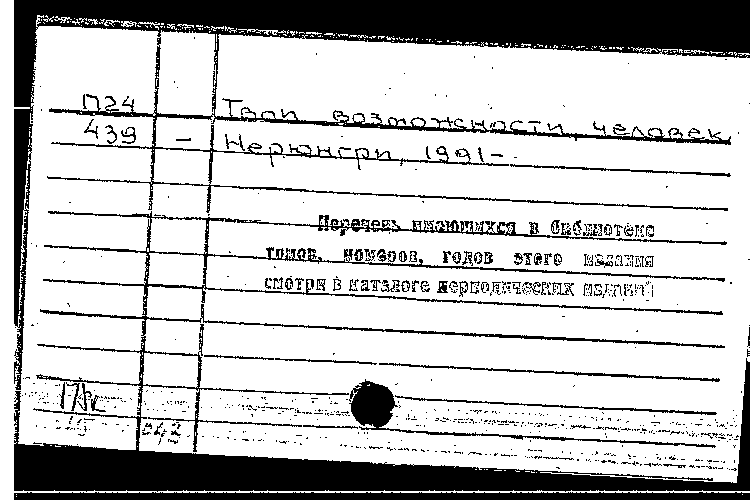 П24 Твои возможности, человек
439 – Нерюнгри, 1991–
Перечень имеющихся в библиотеке
томов, номеров, годов этого издания
смотри в каталоге периодических изданий
043